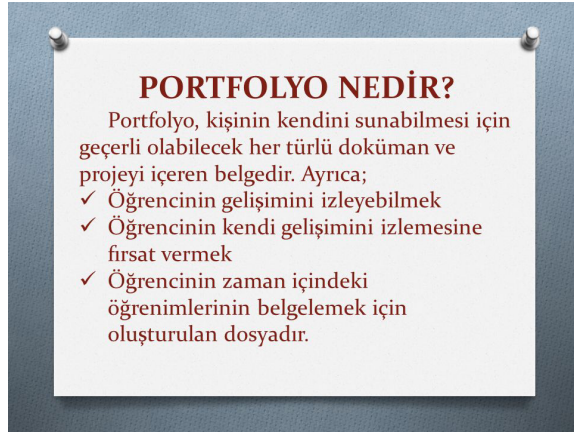 PORTFOLYO NEDİR?
Portfolyo, kişinin kendini sunabilmesi için
geçerli olabilecek her türlü doküman ve
projeyi içeren belgedir. Ayrıca;
✓ Öğrencinin gelişimini izleyebilmek
✓ Öğrencinin kendi gelişimini izlemesine
fırsat vermek
✓ Öğrencinin zaman içindeki
öğrenimlerinin belgelemek için
oluşturulan dosyadır.